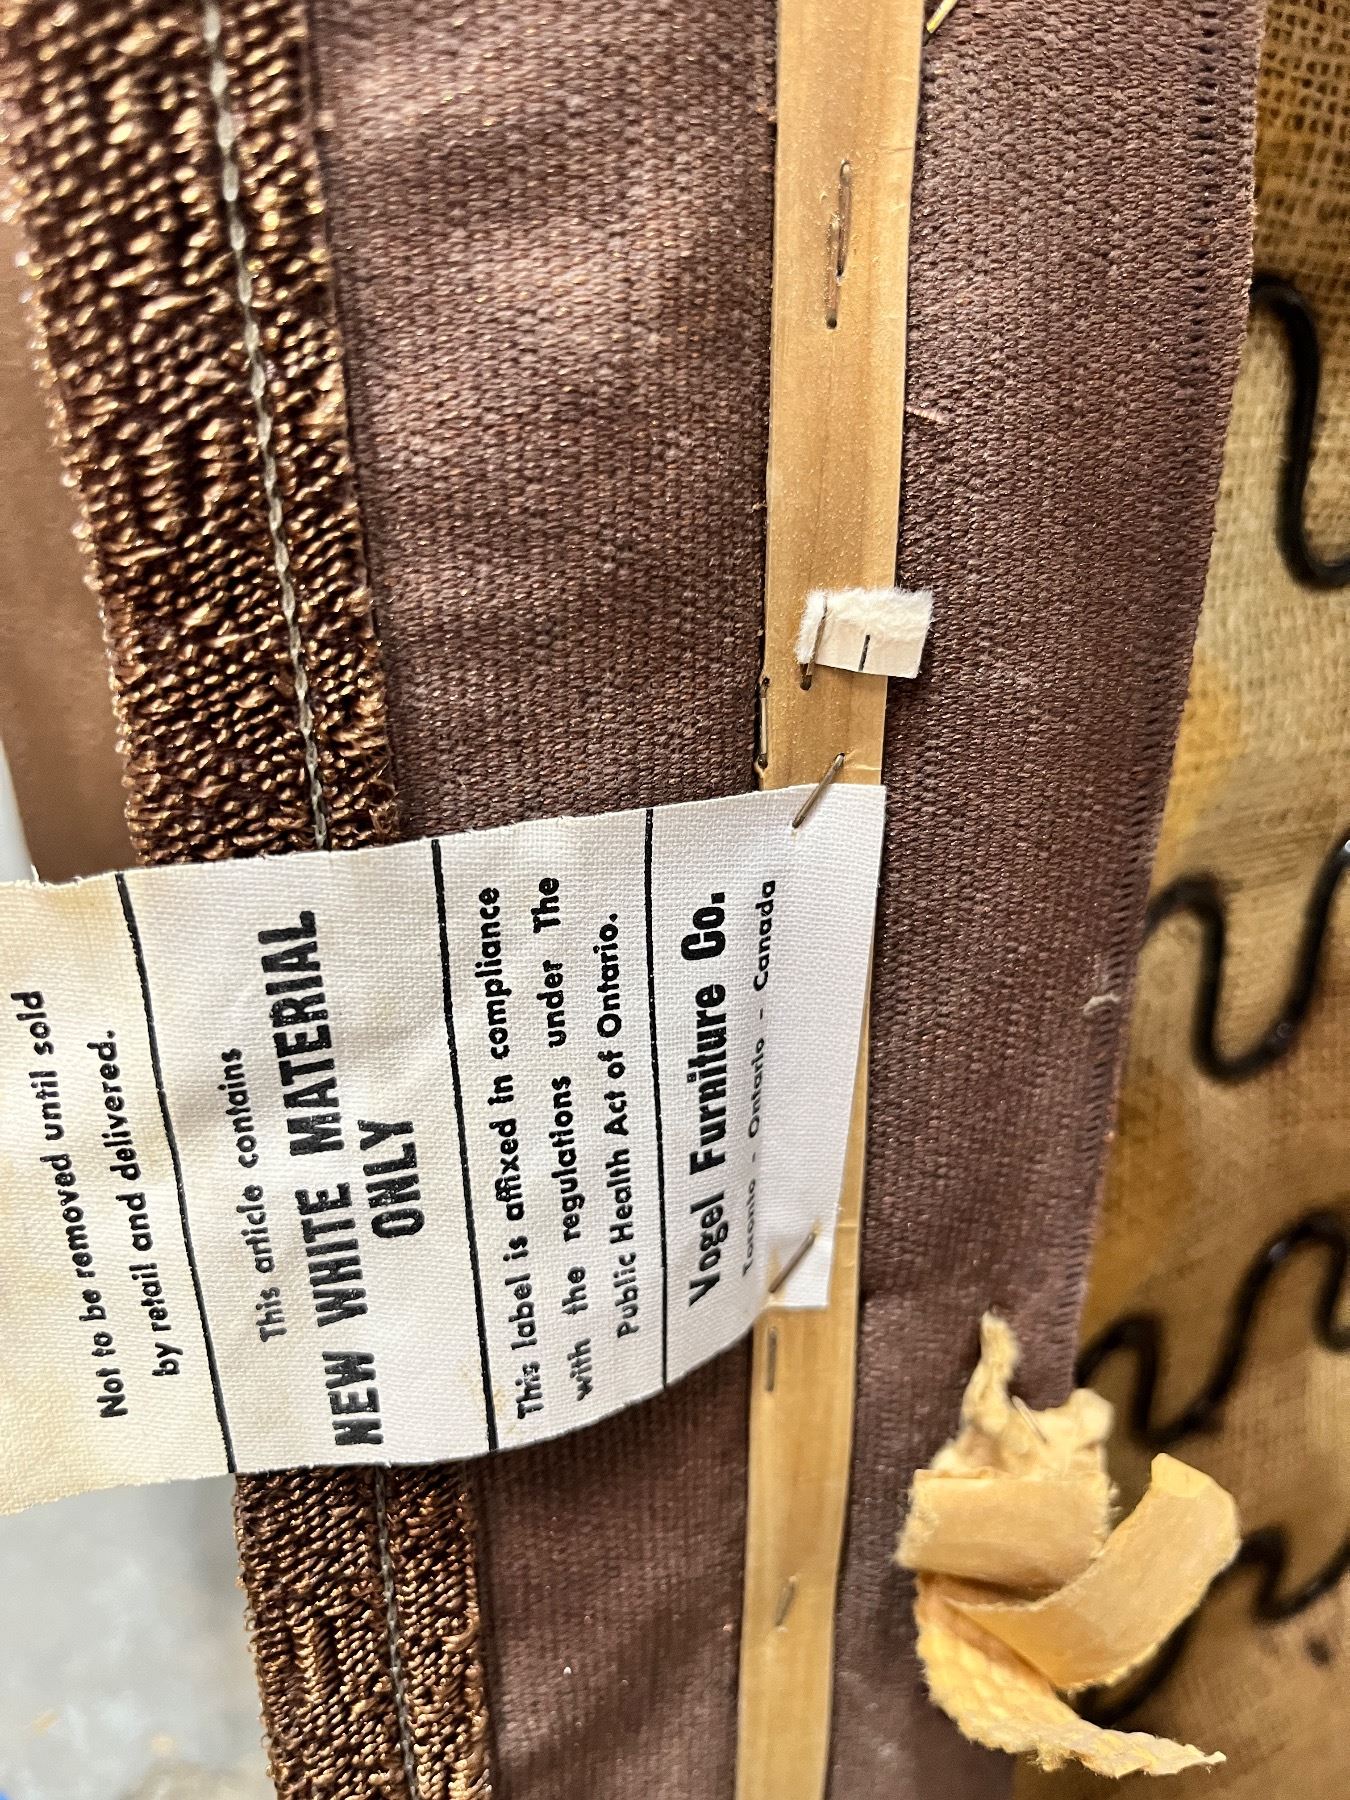 Not to be removed until sold
by retail and delivered.
This article contains
NEW WHITE MATERIAL
ONLY
This label is affixed in compliance
with the regulations under The
Public Health Act of Ontario.
Vogel Furniture Co.
Toronto - Ontario - Canada